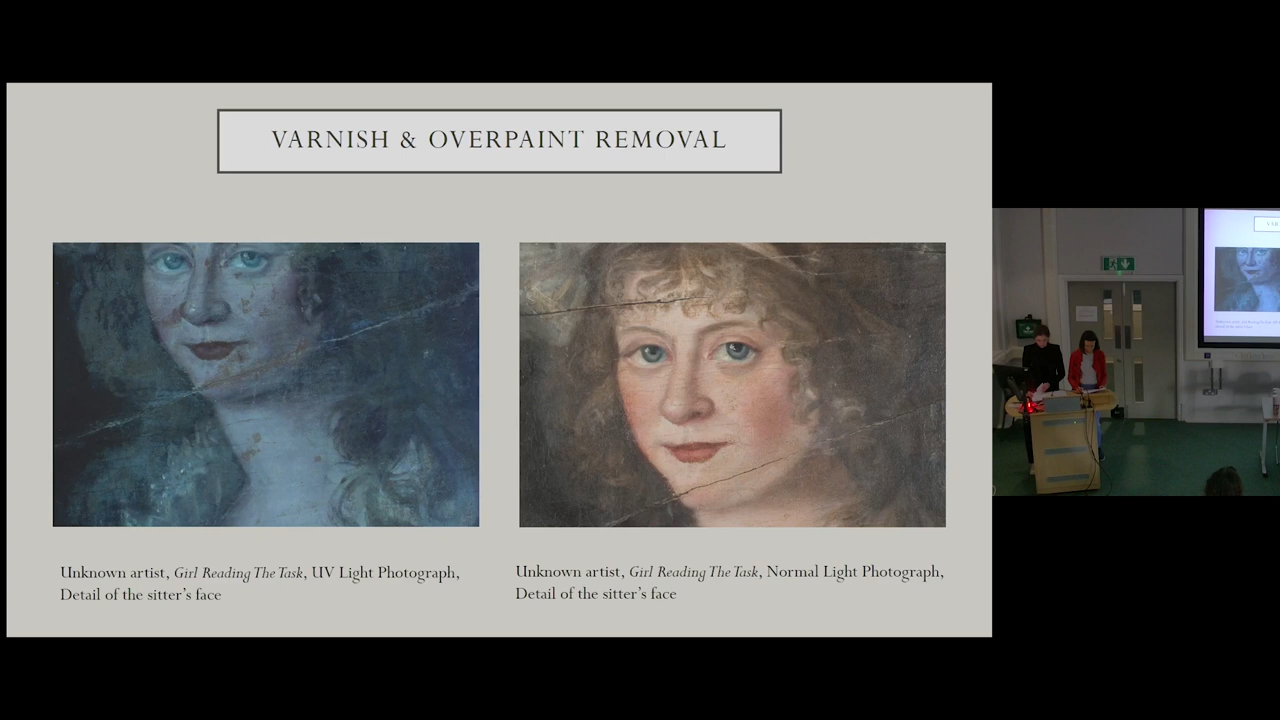 VARNISH & OVERPAINT REMOVAL
Unknown artist, Girl Reading The Task, UV Light Photograph,
Detail of the sitter's face
Unknown artist, Girl Reading The Task, Normal Light Photograph,
Detail of the sitter's face